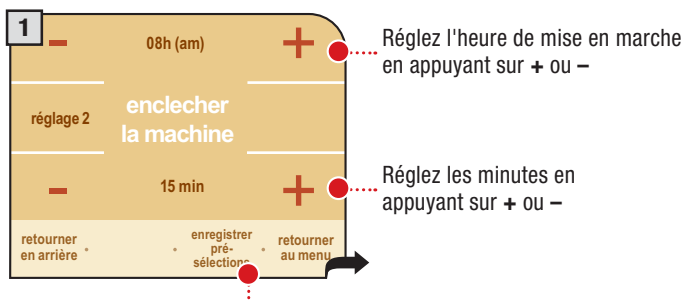 1
– 08h (am) +
Réglez l'heure de mise en marche
en appuyant sur + ou –
réglage 2
enclecher
la machine
– 15 min +
Réglez les minutes en
appuyant sur + ou –
retourner
en arrière
enregistrer
pré-
sélections
retourner
au menu